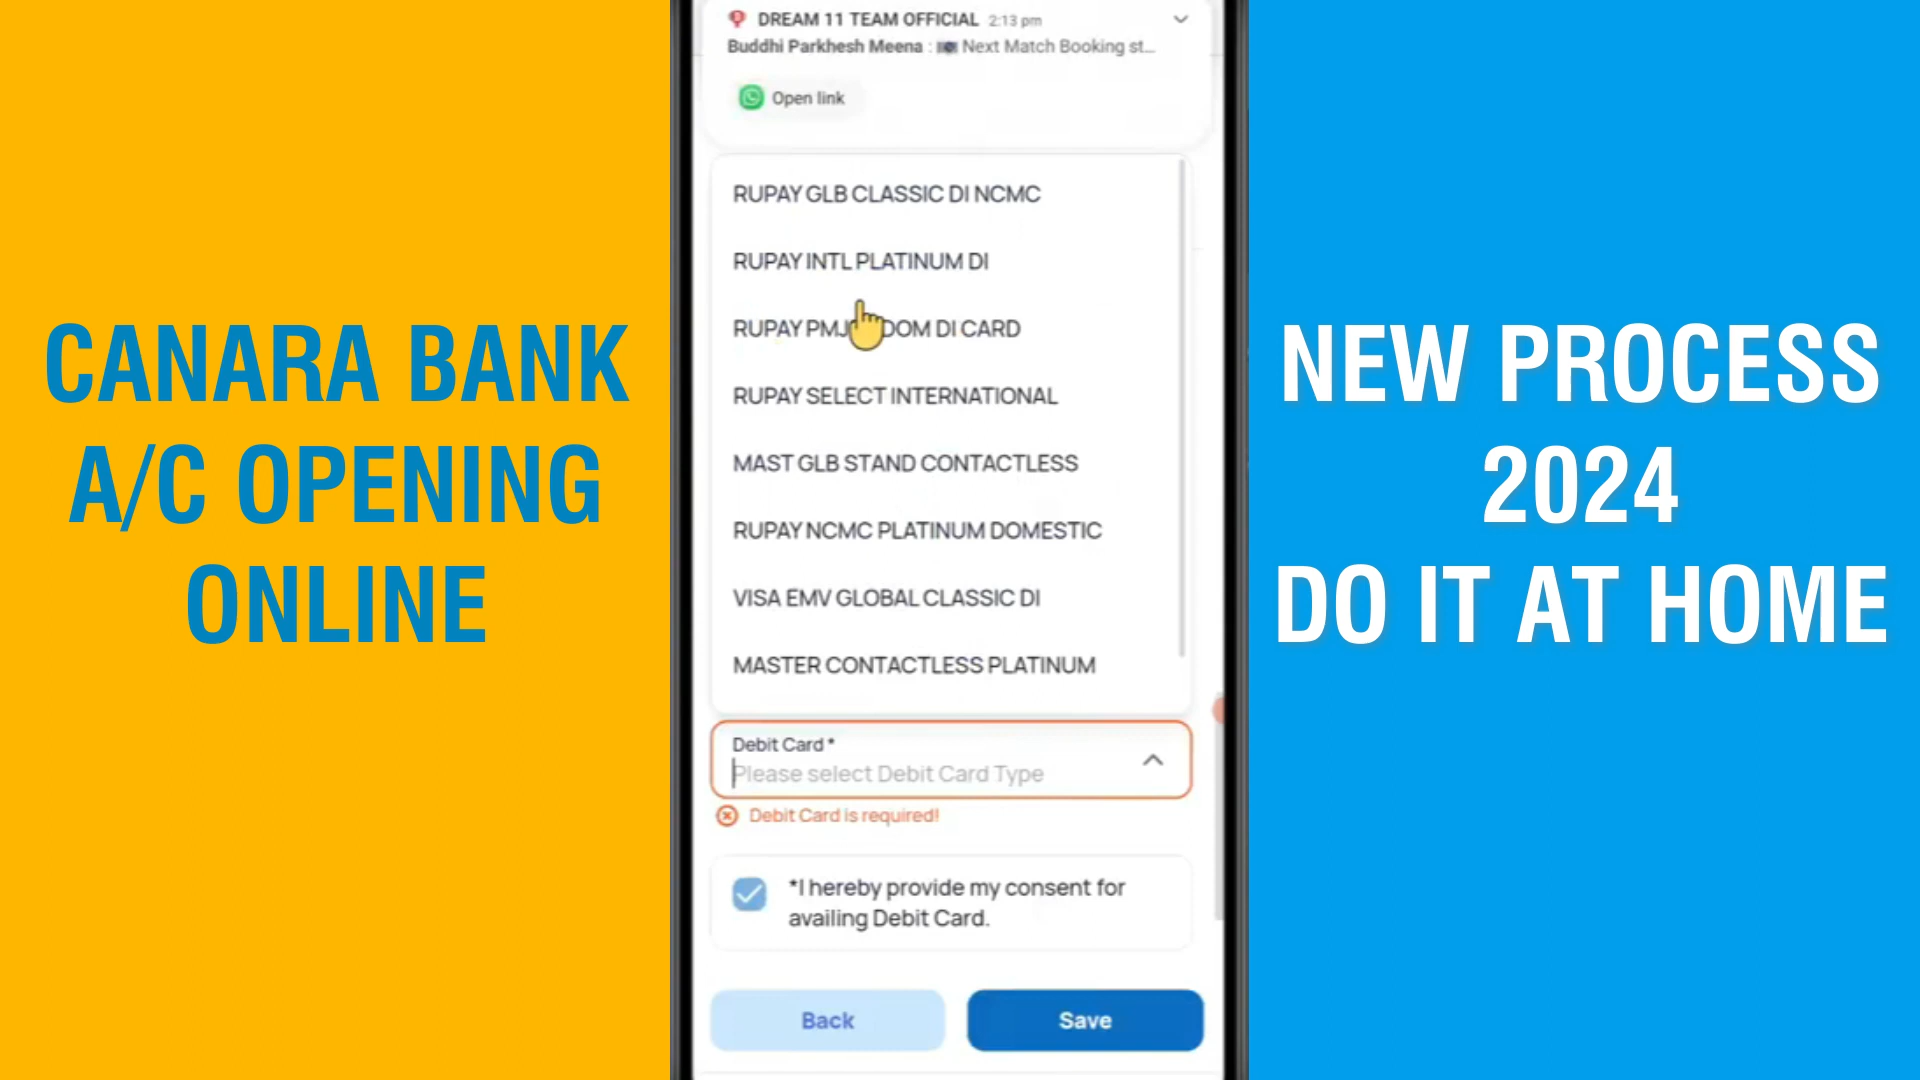 CANARA BANK
A/C OPENING
ONLINE
DREAM 11 TEAM OFFICIAL 2:13 pm
Buddhi Parkhesh Meena : Next Match Booking st...
Open link
RUPAY GLB CLASSIC DI NCMC
RUPAY INTL PLATINUM DI
RUPAY DI CARD
RUPAY SELECT INTERNATIONAL
MAST GLB STAND CONTACTLESS
RUPAY NCMC PLATINUM DOMESTIC
VISA EMV GLOBAL CLASSIC DI
MASTER CONTACTLESS PLATINUM
Debit Card *
Please select Debit Card Type
Debit Card is required!
*I hereby provide my consent for
availing Debit Card.
Back
Save
NEW PROCESS
2024
DO IT AT HOME